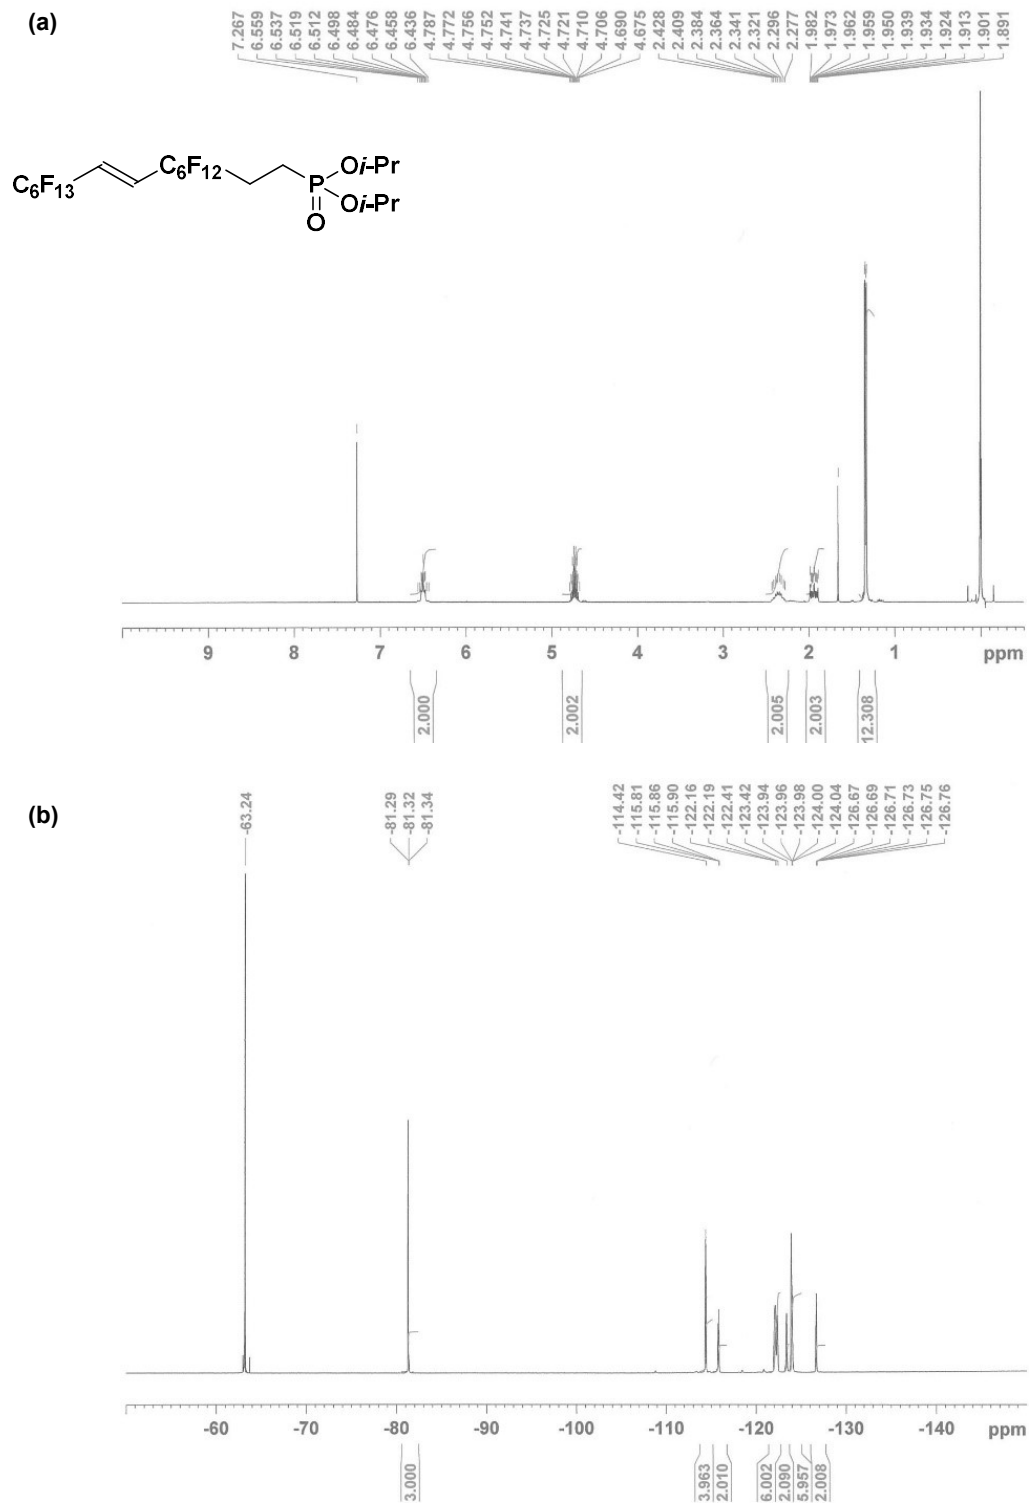 (a)
7.267 6.559 6.537 6.519 6.512 6.498 6.484 6.476 6.458 6.436 4.787 4.772 4.756 4.752 4.741 4.737 4.725 4.721 4.710 4.706 4.690 4.675 2.428 2.409 2.384 2.364 2.341 2.321 2.296 2.277 1.982 1.973 1.962 1.959 1.950 1.939 1.934 1.924 1.913 1.901 1.891
C6F13 C6F12 P O Oi-Pr Oi-Pr
9 8 7 6 5 4 3 2 1 ppm
2.000 2.002 2.005 2.003 12.308
(b)
-63.24 -81.29 -81.32 -81.34 -114.42 -115.81 -115.86 -115.90 -122.16 -122.19 -122.41 -123.42 -123.94 -123.96 -123.98 -124.00 -124.04 -126.67 -126.69 -126.71 -126.73 -126.75 -126.76
-60 -70 -80 -90 -100 -110 -120 -130 -140 ppm
3.000 3.963 2.010 6.002 2.090 5.957 2.008